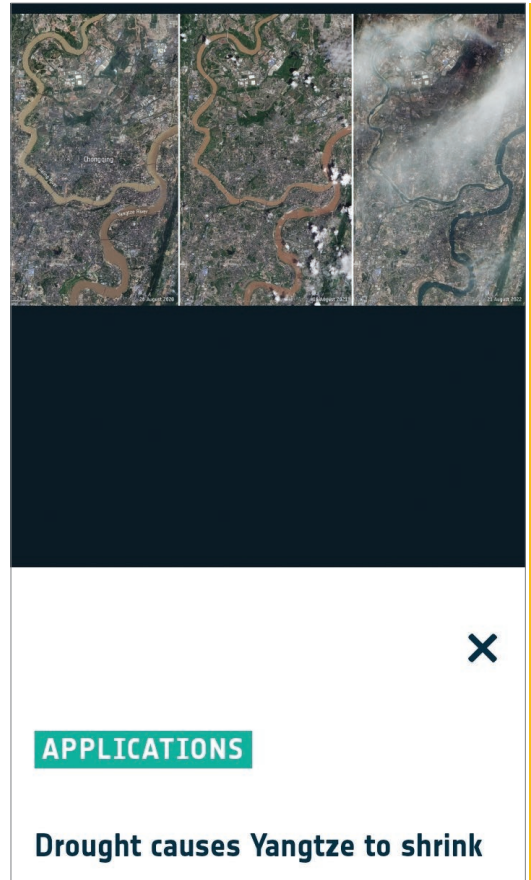 Chongqing
Yangtze River
August 2020
August 2021
August 2022
APPLICATIONS
Drought causes Yangtze to shrink